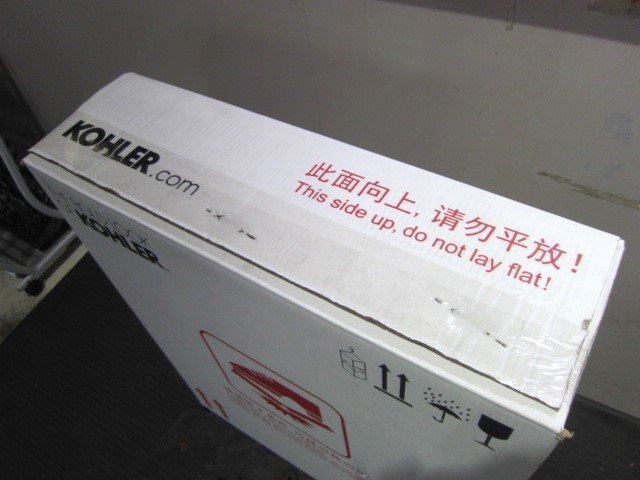 KOHLER.com
此面向上, 请勿平放!
This side up, do not lay flat!
KOHLER